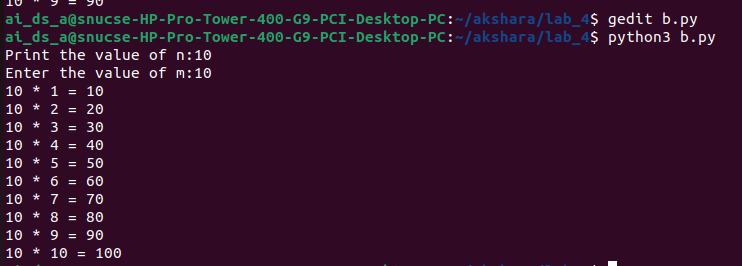 10 * 9 = 90
ai_ds_a@snucse-HP-Pro-Tower-400-G9-PCI-Desktop-PC:~/akshara/lab_4$ gedit b.py
ai_ds_a@snucse-HP-Pro-Tower-400-G9-PCI-Desktop-PC:~/akshara/lab_4$ python3 b.py
Print the value of n:10
Enter the value of m:10
10 * 1 = 10
10 * 2 = 20
10 * 3 = 30
10 * 4 = 40
10 * 5 = 50
10 * 6 = 60
10 * 7 = 70
10 * 8 = 80
10 * 9 = 90
10 * 10 = 100